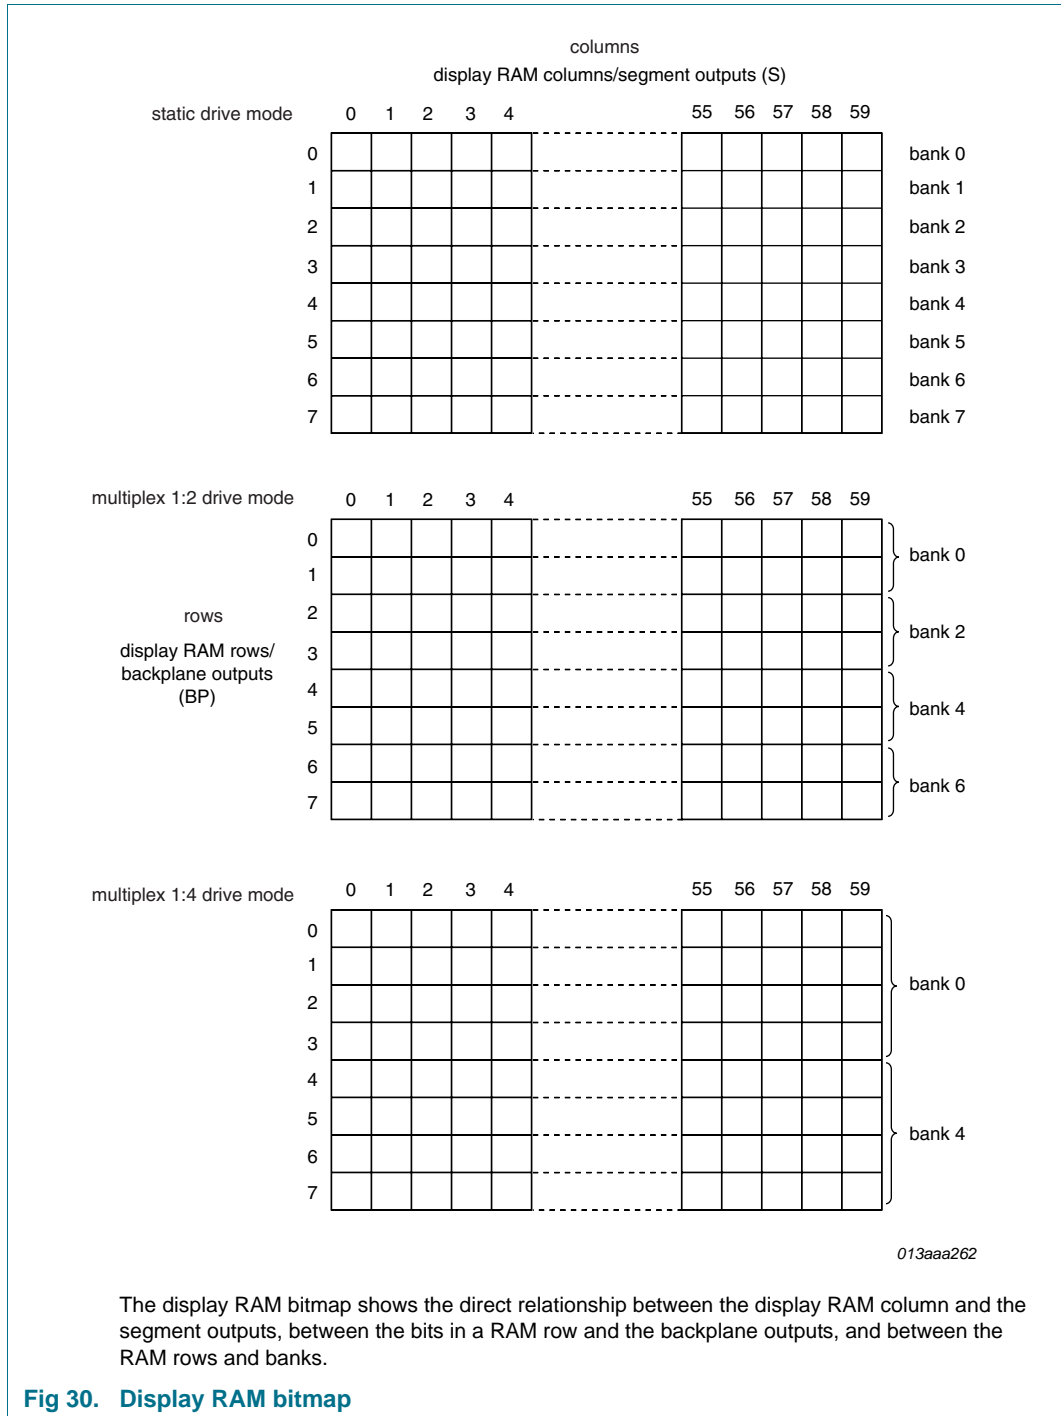 columns
display RAM columns/segment outputs (S)
static drive mode 0 1 2 3 4 55 56 57 58 59
0 bank 0
1 bank 1
2 bank 2
3 bank 3
4 bank 4
5 bank 5
6 bank 6
7 bank 7
multiplex 1:2 drive mode 0 1 2 3 4 55 56 57 58 59
0
bank 0
1
2
rows
bank 2
display RAM rows/ 3
backplane outputs
(BP)
4
bank 4
5
6
bank 6
7
multiplex 1:4 drive mode 0 1 2 3 4 55 56 57 58 59
0
1
bank 0
2
3
4
5
bank 4
6
7
013aaa262
The display RAM bitmap shows the direct relationship between the display RAM column and the
segment outputs, between the bits in a RAM row and the backplane outputs, and between the
RAM rows and banks.
Fig 30. Display RAM bitmap